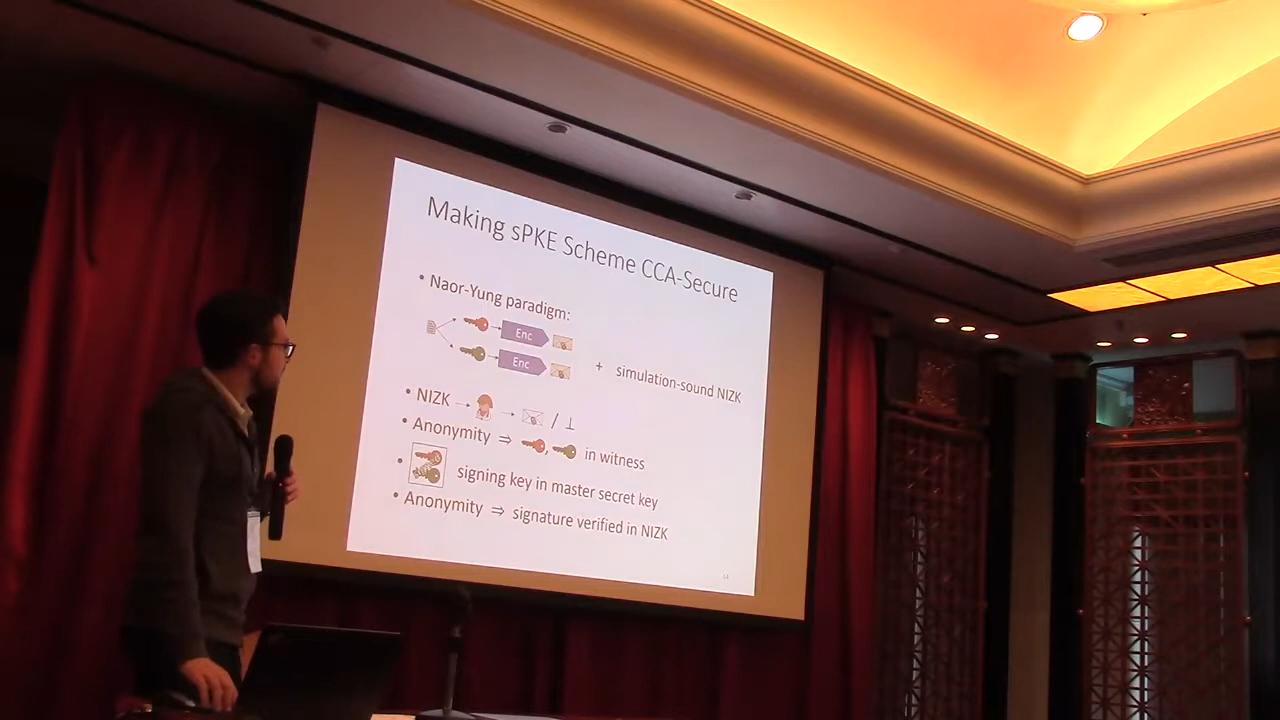 Making sPKE Scheme CCA-Secure
• Naor-Yung paradigm:
Enc
Enc
+ simulation-sound NIZK
• NIZK → → / ⊥
• Anonymity ⇒ , in witness
• signing key in master secret key
• Anonymity ⇒ signature verified in NIZK